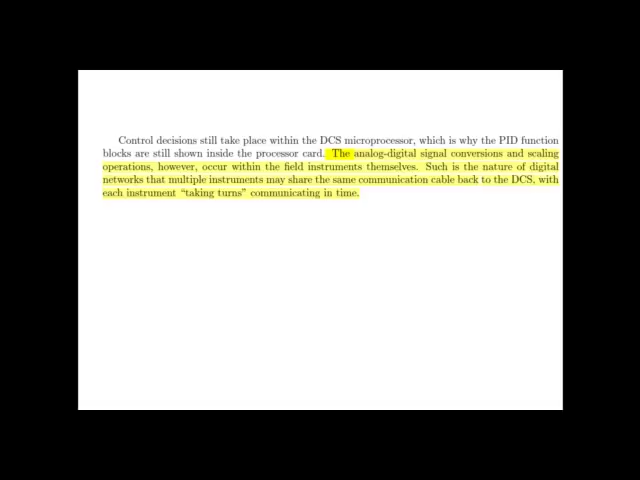 Control decisions still take place within the DCS microprocessor, which is why the PID function
blocks are still shown inside the processor card. The analog-digital signal conversions and scaling
operations, however, occur within the field instruments themselves. Such is the nature of digital
networks that multiple instruments may share the same communication cable back to the DCS, with
each instrument “taking turns” communicating in time.